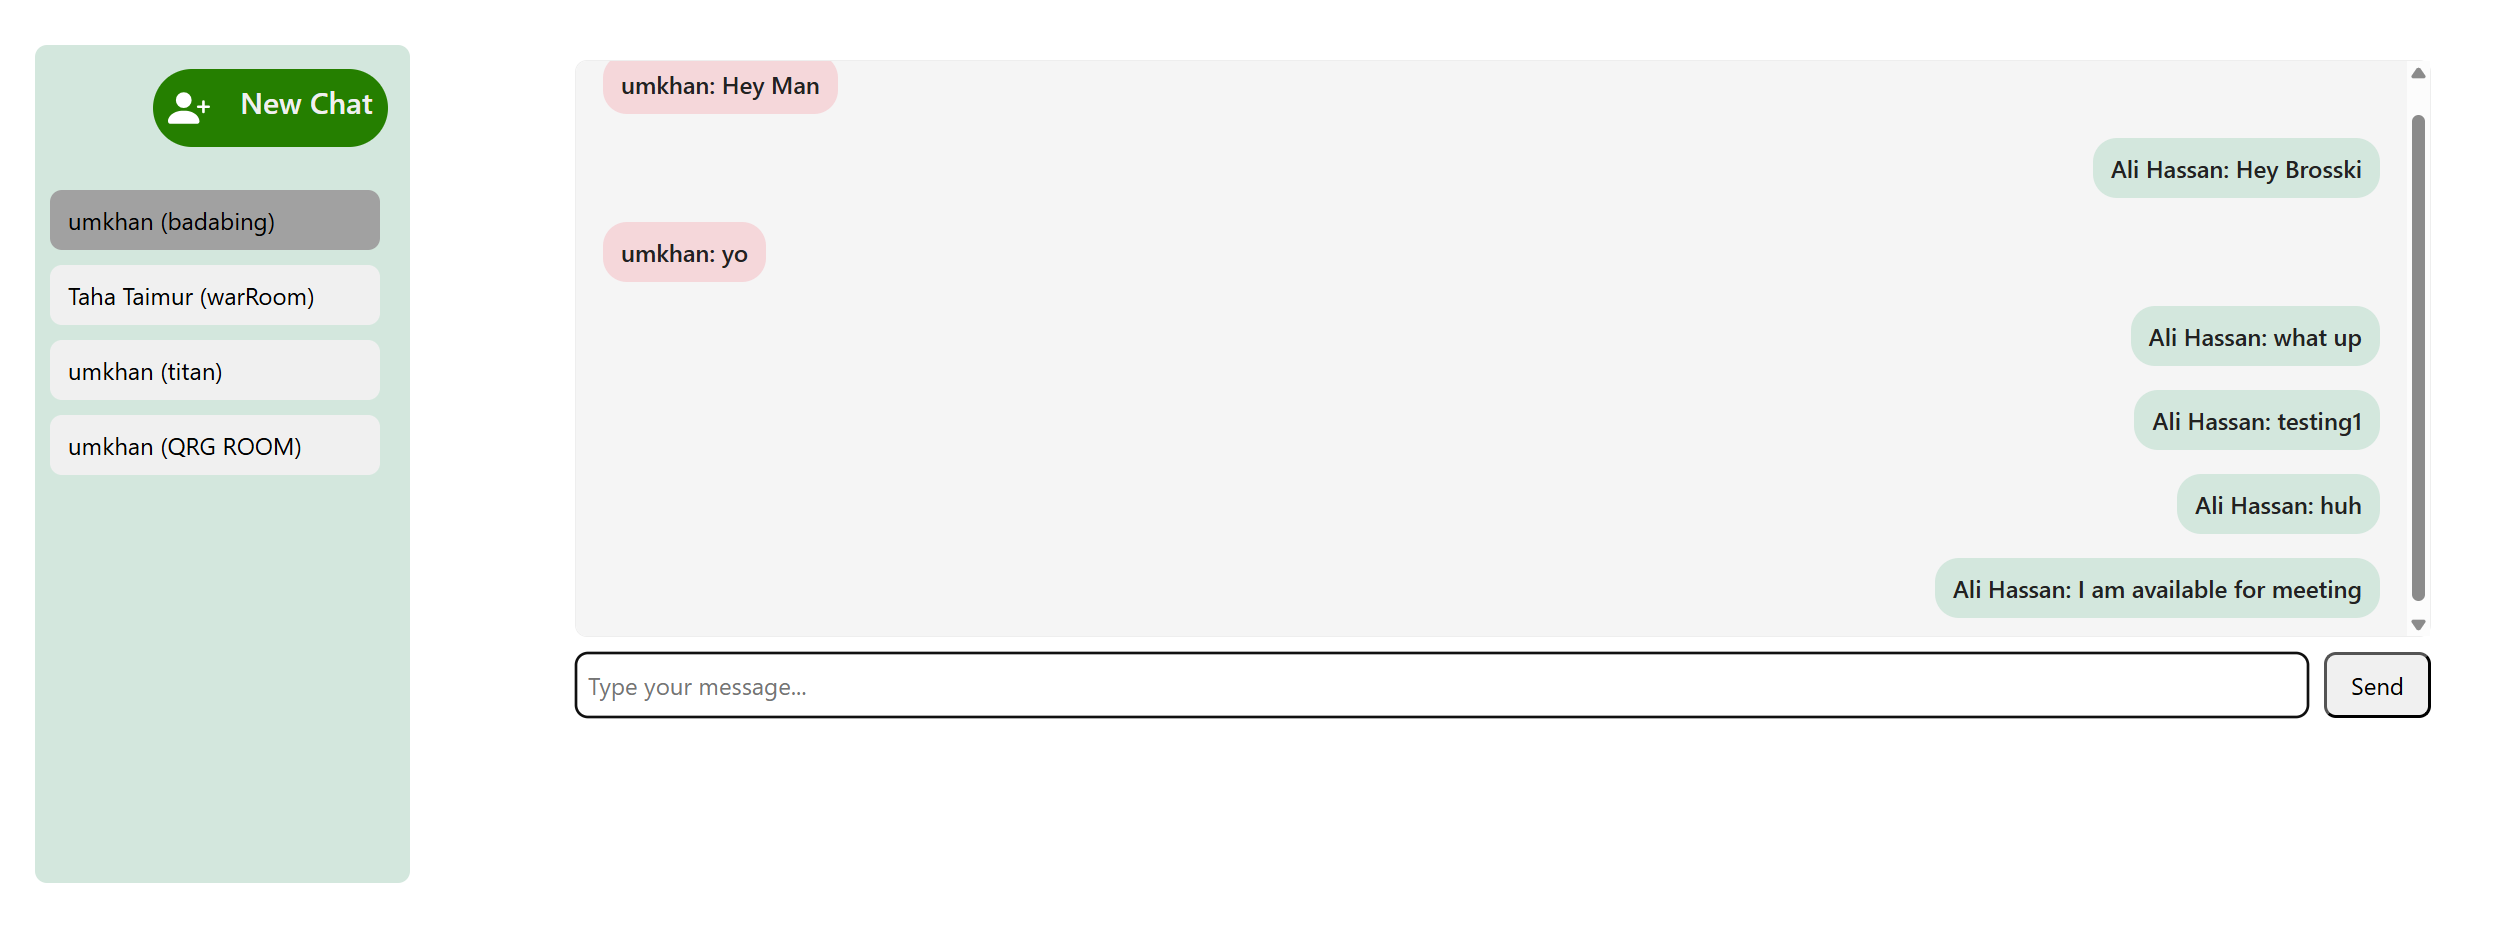 New Chat
umkhan (badabing)
Taha Taimur (warRoom)
umkhan (titan)
umkhan (QRG ROOM)
umkhan: Hey Man
Ali Hassan: Hey Brosski
umkhan: yo
Ali Hassan: what up
Ali Hassan: testing1
Ali Hassan: huh
Ali Hassan: I am available for meeting
Type your message...
Send